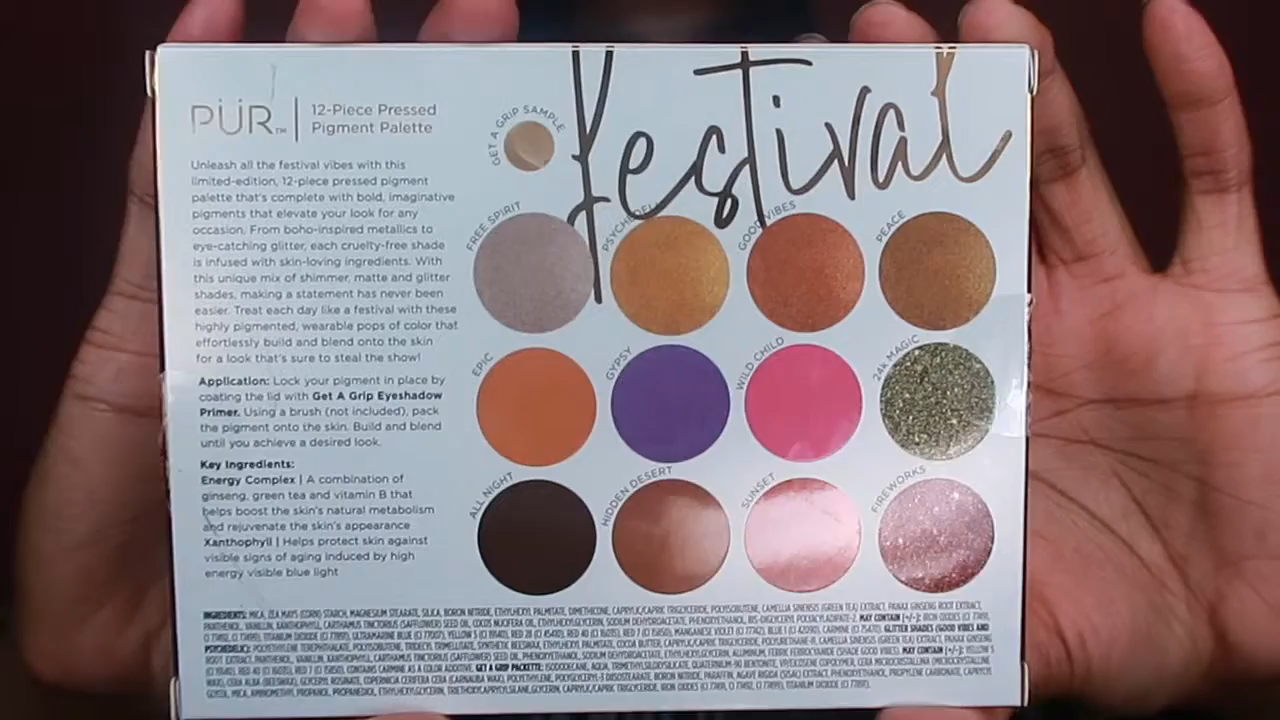 PÜR™
12-Piece Pressed
Pigment Palette
GET A GRIP SAMPLE
festival
Unleash all the festival vibes with this
limited-edition, 12-piece pressed pigment
palette that's complete with bold, imaginative
pigments that elevate your look for any
occasion. From boho-inspired metallics to
eye-catching glitter, each cruelty-free shade
is infused with skin-loving ingredients. With
this unique mix of shimmer, matte and glitter
shades, making a statement has never been
easier. Treat each day like a festival with these
highly pigmented, wearable pops of color that
effortlessly build and blend onto the skin
for a look that's sure to steal the show!
Application: Lock your pigment in place by
coating the lid with Get A Grip Eyeshadow
Primer. Using a brush (not included), pack
the pigment onto the skin. Build and blend
until you achieve a desired look.
Key Ingredients:
Energy Complex | A combination of
ginseng, green tea and vitamin B that
helps boost the skin's natural metabolism
and rejuvenate the skin's appearance
Xanthophyll | Helps protect skin against
visible signs of aging induced by high
energy visible blue light
FREE SPIRIT
GOOD VIBES
PEACE
EPIC
GYPSY
WILD CHILD
24K MAGIC
ALL NIGHT
HIDDEN DESERT
SUNSET
FIREWORKS
INGREDIENTS: MICA, ZEA MAYS (CORN) STARCH, MAGNESIUM STEARATE, SILICA, BORON NITRIDE, ETHYLHEXYL PALMITATE, DIMETHICONE, CAPRYLIC/CAPRIC TRIGLYCERIDE, POLYISOBUTENE, CAMELLIA SINENSIS (GREEN TEA) EXTRACT, PANAX GINSENG ROOT EXTRACT,